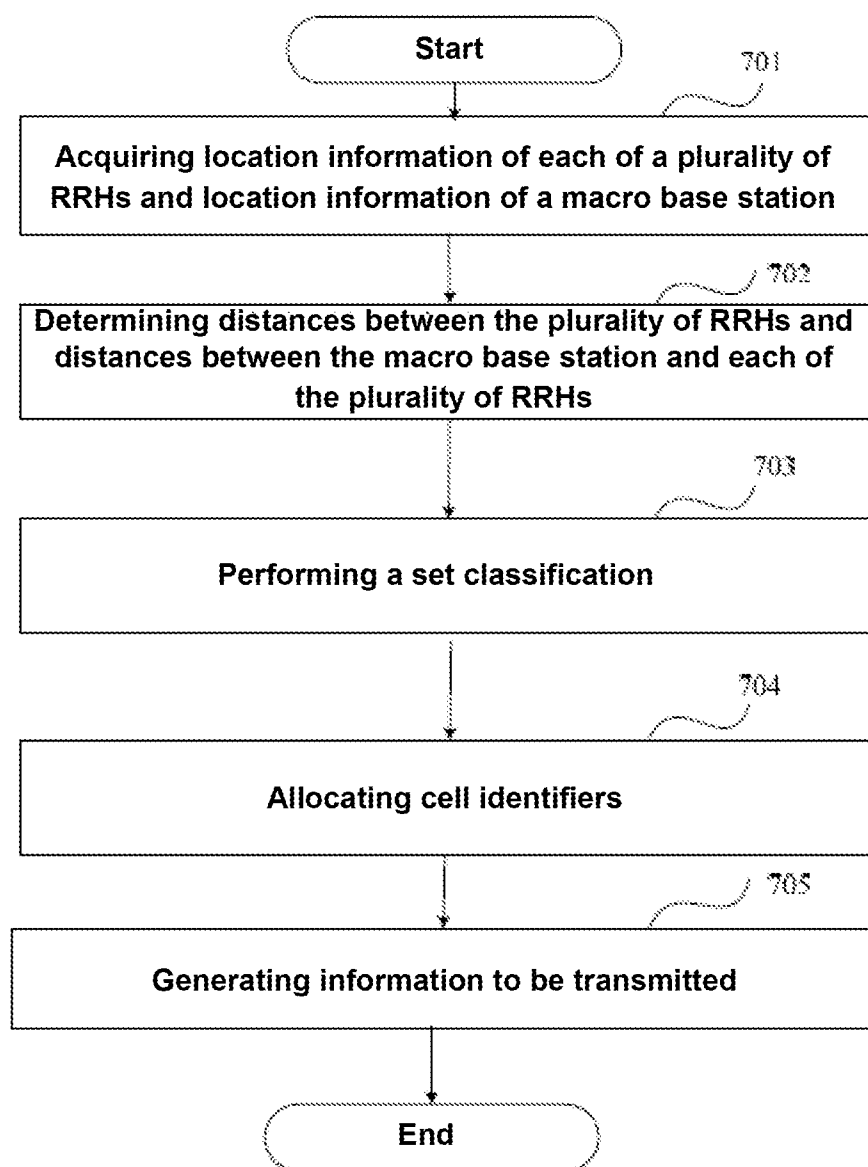 Start
701
Acquiring location information of each of a plurality of
RRHs and location information of a macro base station
702
Determining distances between the plurality of RRHs and
distances between the macro base station and each of
the plurality of RRHs
703
Performing a set classification
704
Allocating cell identifiers
705
Generating information to be transmitted
End